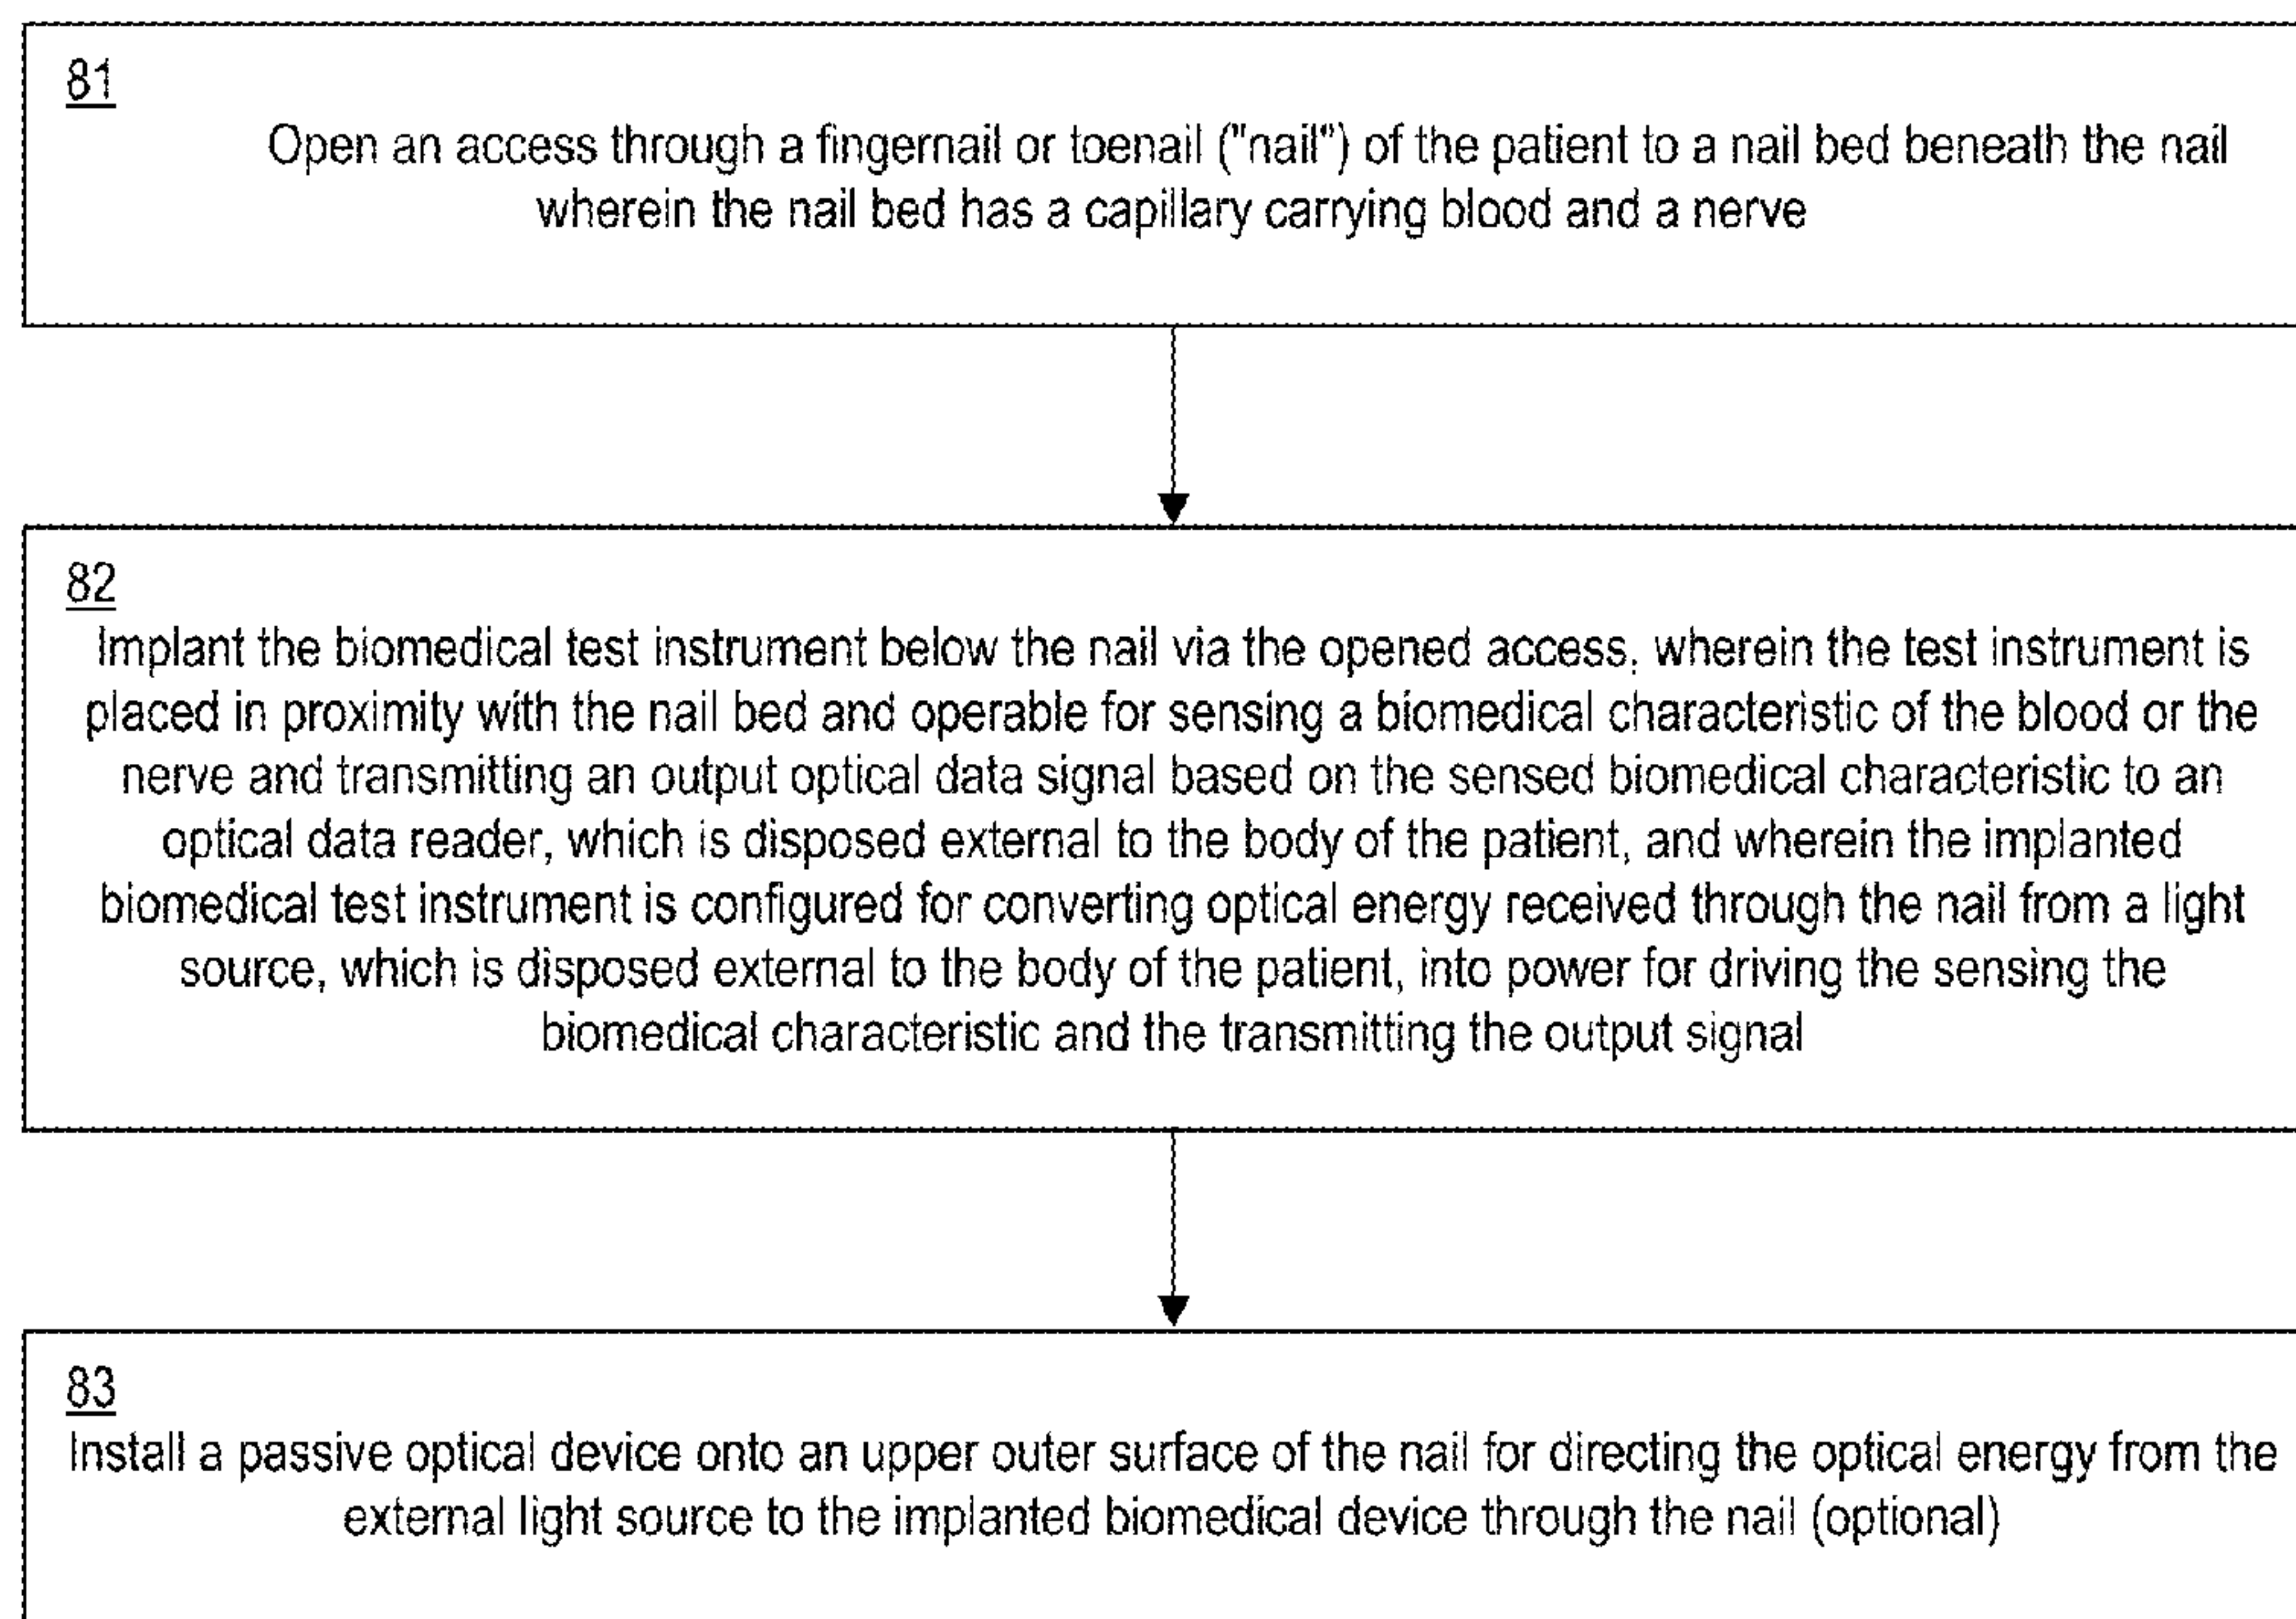 81
Open an access through a fingernail or toenail ("nail") of the patient to a nail bed beneath the nail
wherein the nail bed has a capillary carrying blood and a nerve
82
Implant the biomedical test instrument below the nail via the opened access, wherein the test instrument is
placed in proximity with the nail bed and operable for sensing a biomedical characteristic of the blood or the
nerve and transmitting an output optical data signal based on the sensed biomedical characteristic to an
optical data reader, which is disposed external to the body of the patient, and wherein the implanted
biomedical test instrument is configured for converting optical energy received through the nail from a light
source, which is disposed external to the body of the patient, into power for driving the sensing the
biomedical characteristic and the transmitting the output signal
83
Install a passive optical device onto an upper outer surface of the nail for directing the optical energy from the
external light source to the implanted biomedical device through the nail (optional)